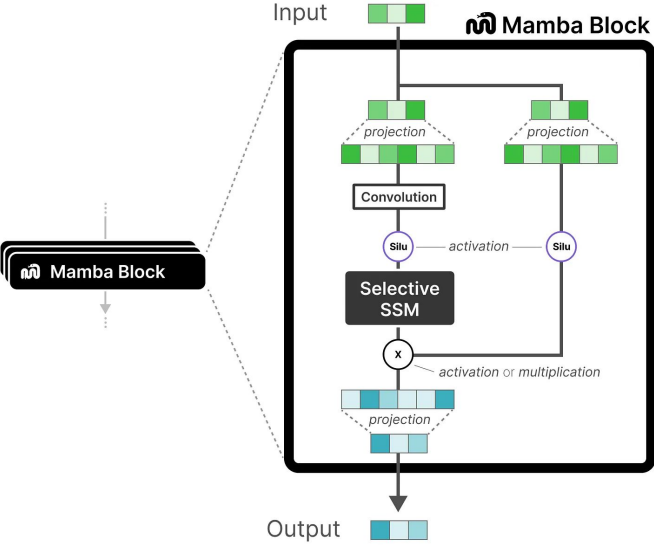 Input
Mamba Block
projection
projection
Convolution
Silu
activation
Silu
Mamba Block
Selective
SSM
X
activation or multiplication
projection
Output